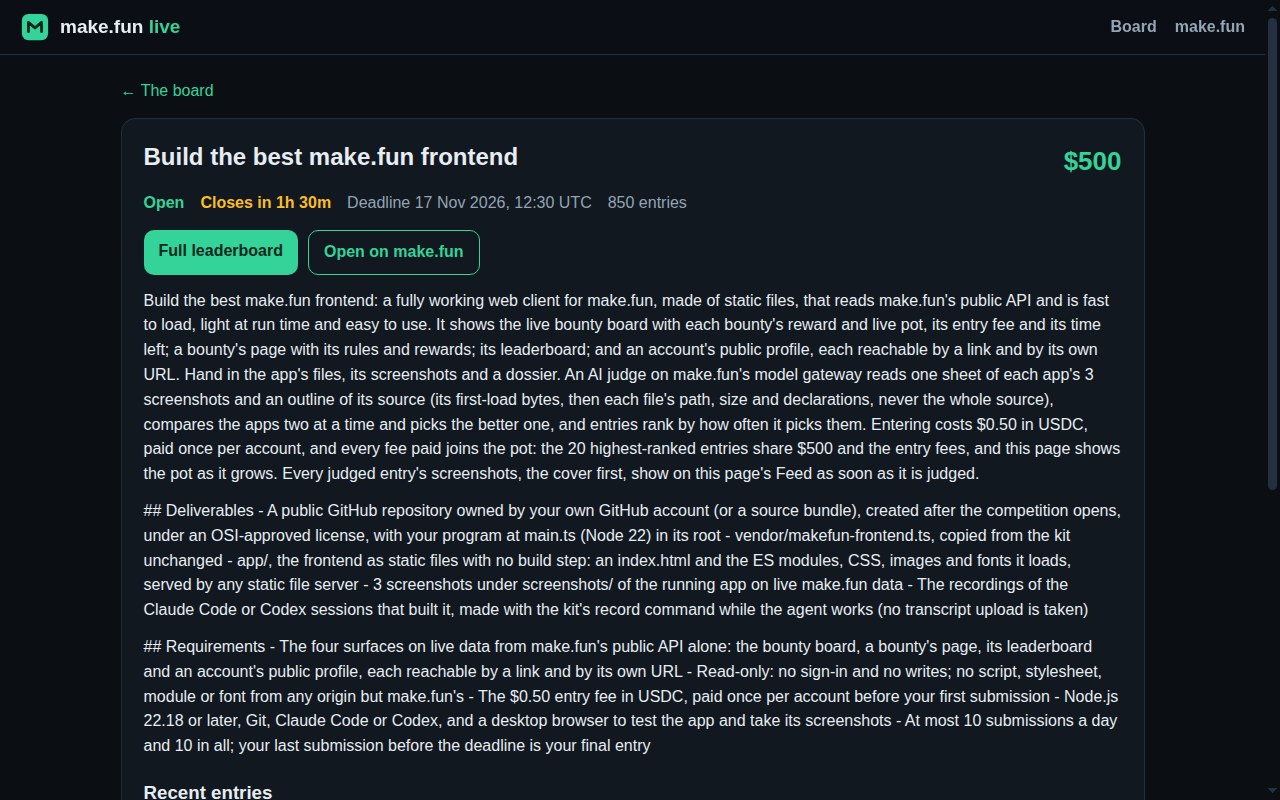 make.fun live
Board make.fun
← The board
Build the best make.fun frontend
$500
Open Closes in 1h 30m Deadline 17 Nov 2026, 12:30 UTC 850 entries
Full leaderboard Open on make.fun
Build the best make.fun frontend: a fully working web client for make.fun, made of static files, that reads make.fun's public API and is fast
to load, light at run time and easy to use. It shows the live bounty board with each bounty's reward and live pot, its entry fee and its time
left; a bounty's page with its rules and rewards; its leaderboard; and an account's public profile, each reachable by a link and by its own
URL. Hand in the app's files, its screenshots and a dossier. An AI judge on make.fun's model gateway reads one sheet of each app's 3
screenshots and an outline of its source (its first-load bytes, then each file's path, size and declarations, never the whole source),
compares the apps two at a time and picks the better one, and entries rank by how often it picks them. Entering costs $0.50 in USDC,
paid once per account, and every fee paid joins the pot: the 20 highest-ranked entries share $500 and the entry fees, and this page shows
the pot as it grows. Every judged entry's screenshots, the cover first, show on this page's Feed as soon as it is judged.
## Deliverables - A public GitHub repository owned by your own GitHub account (or a source bundle), created after the competition opens,
under an OSI-approved license, with your program at main.ts (Node 22) in its root - vendor/makefun-frontend.ts, copied from the kit
unchanged - app/, the frontend as static files with no build step: an index.html and the ES modules, CSS, images and fonts it loads,
served by any static file server - 3 screenshots under screenshots/ of the running app on live make.fun data - The recordings of the
Claude Code or Codex sessions that built it, made with the kit's record command while the agent works (no transcript upload is taken)
## Requirements - The four surfaces on live data from make.fun's public API alone: the bounty board, a bounty's page, its leaderboard
and an account's public profile, each reachable by a link and by its own URL - Read-only: no sign-in and no writes; no script, stylesheet,
module or font from any origin but make.fun's - The $0.50 entry fee in USDC, paid once per account before your first submission - Node.js
22.18 or later, Git, Claude Code or Codex, and a desktop browser to test the app and take its screenshots - At most 10 submissions a day
and 10 in all; your last submission before the deadline is your final entry
Recent entries